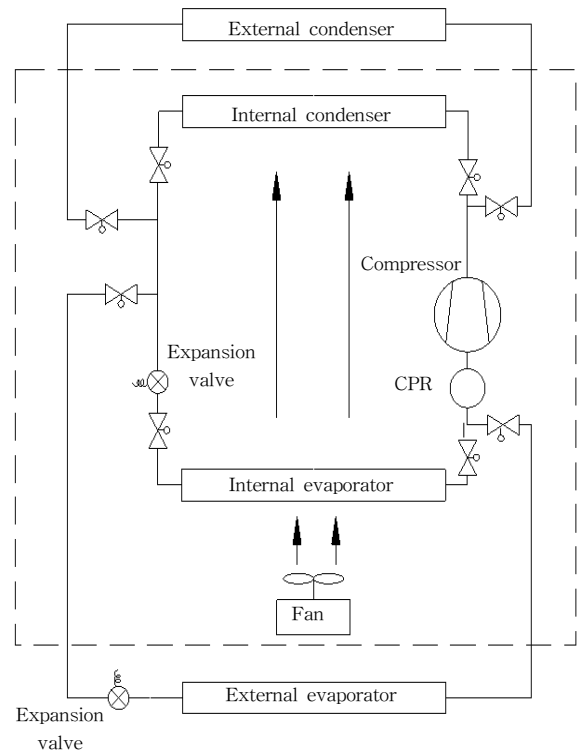 External condenser
Internal condenser
Compressor
Expansion
valve
CPR
Internal evaporator
Fan
External evaporator
Expansion
valve